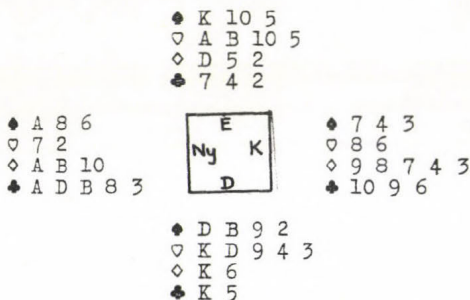 ♠ K 10 5
♡ A B 10 5
♢ D 5 2
♣ 7 4 2
♠ A 8 6
♡ 7 2
♢ A B 10
♣ A D B 8 3
É
Ny K
D
♠ 7 4 3
♡ 8 6
♢ 9 8 7 4 3
♣ 10 9 6
♠ D B 9 2
♡ K D 9 4 3
♢ K 6
♣ K 5